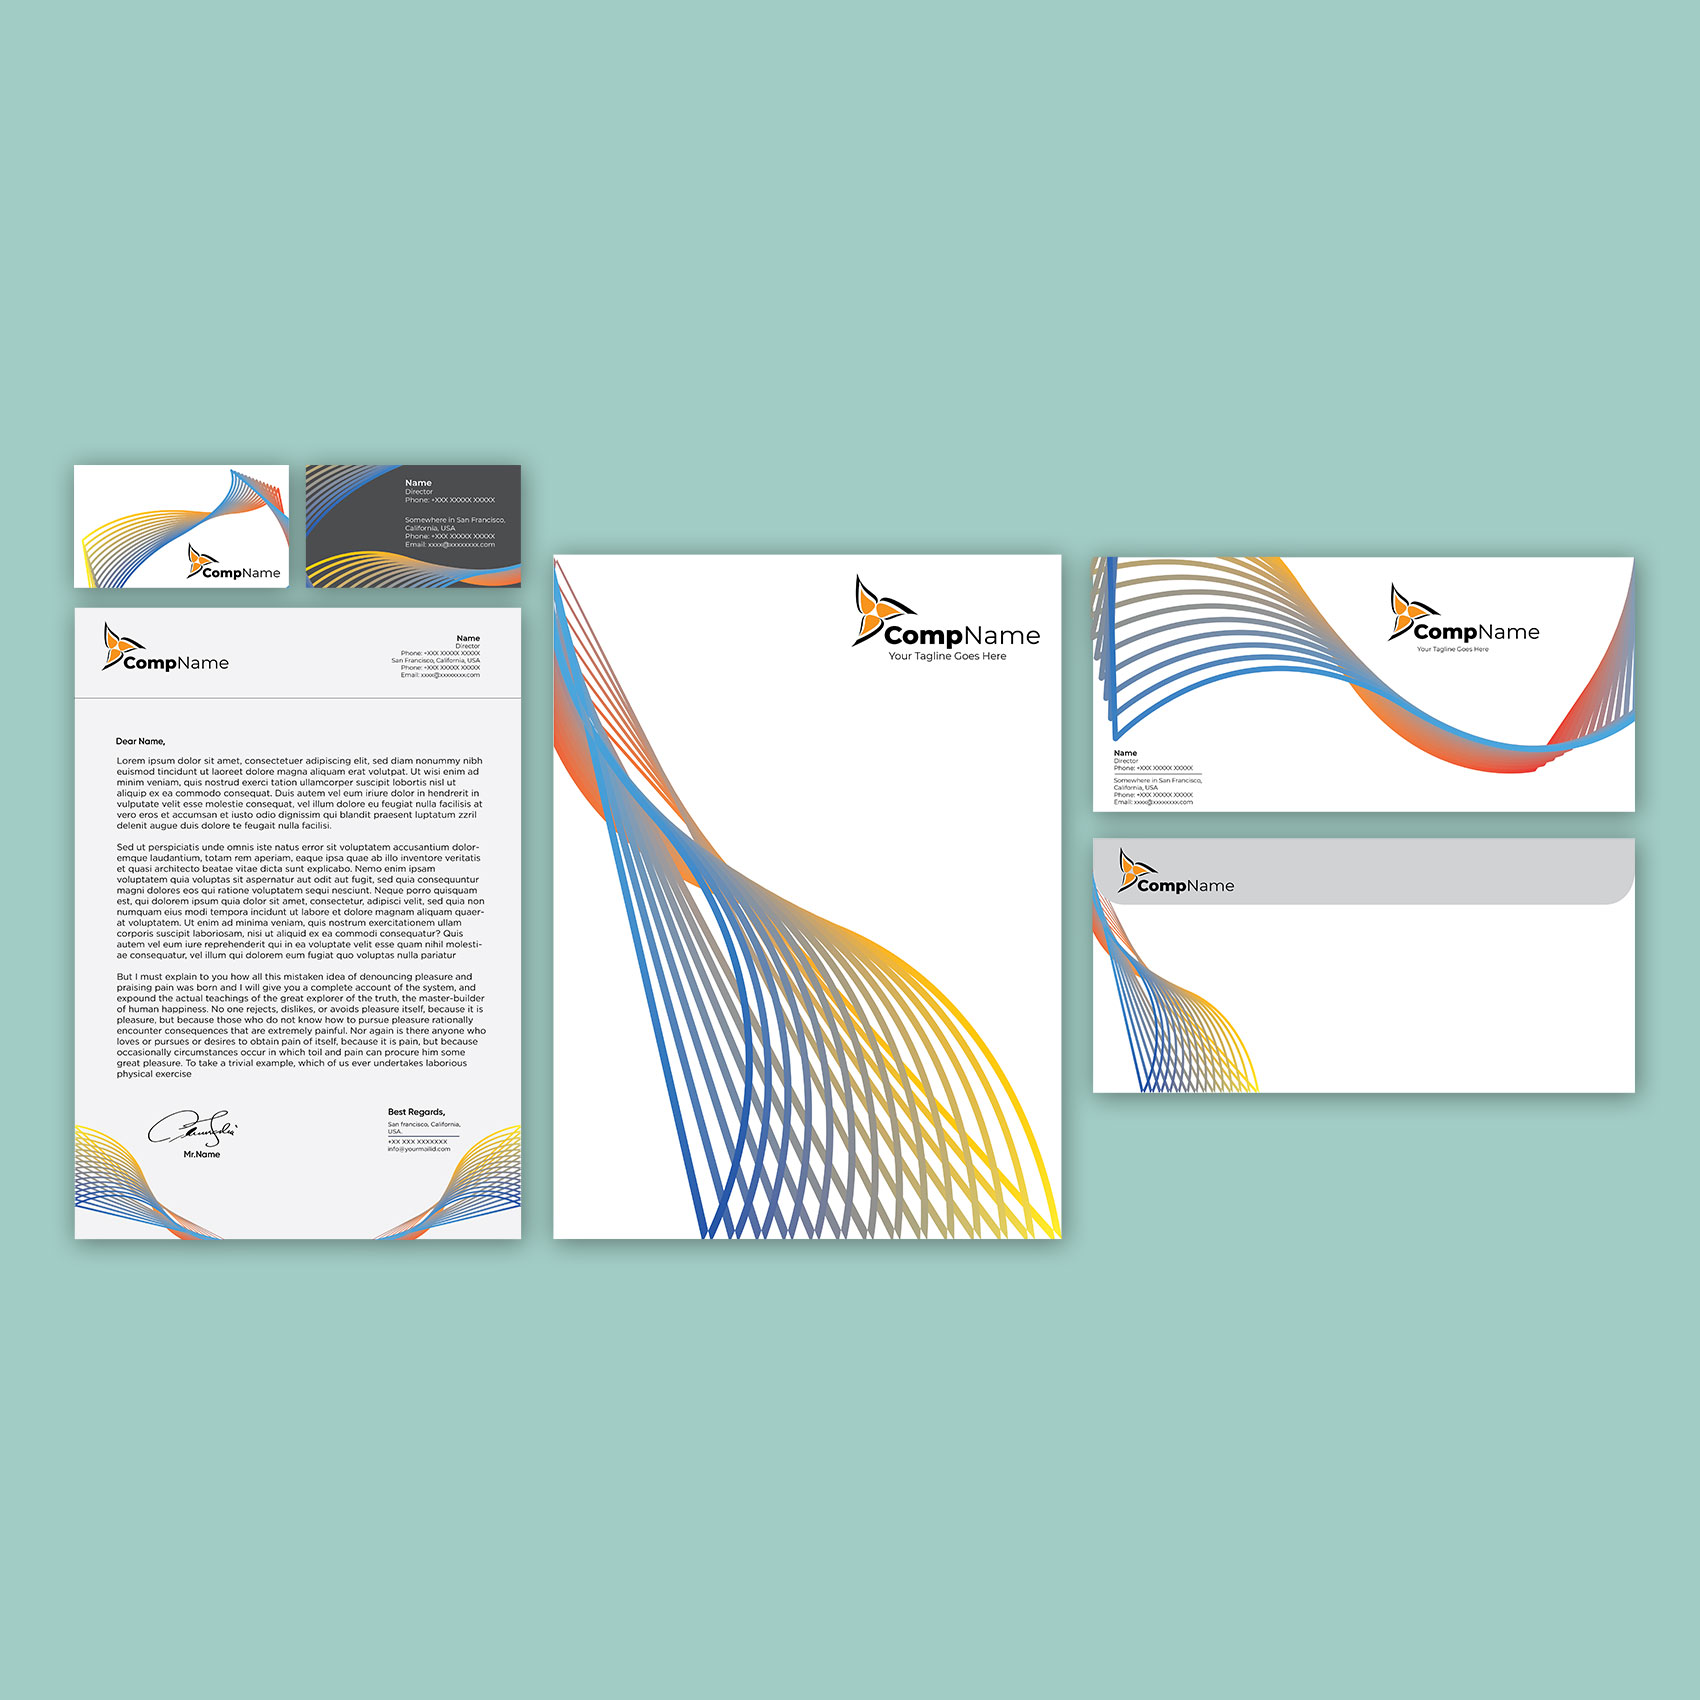 CompName
Name
Director
Phone: +XXX XXXXX XXXXX
Somewhere in San Francisco,
California, USA
Phone: +XXX XXXXX XXXXX
Email: xxxx@xxxxxxxx.com
CompName
Name
Director
Phone: +XXX XXXXX XXXXX
San Francisco, California, USA
Phone: +XXX XXXXX XXXXX
Email: xxxx@xxxxxxxx.com
Dear Name,
Lorem ipsum dolor sit amet, consectetuer adipiscing elit, sed diam nonummy nibh
euismod tincidunt ut laoreet dolore magna aliquam erat volutpat. Ut wisi enim ad
minim veniam, quis nostrud exerci tation ullamcorper suscipit lobortis nisl ut
aliquip ex ea commodo consequat. Duis autem vel eum iriure dolor in hendrerit in
vulputate velit esse molestie consequat, vel illum dolore eu feugiat nulla facilisis at
vero eros et accumsan et iusto odio dignissim qui blandit praesent luptatum zzril
delenit augue duis dolore te feugait nulla facilisi.
Sed ut perspiciatis unde omnis iste natus error sit voluptatem accusantium dolor-
emque laudantium, totam rem aperiam, eaque ipsa quae ab illo inventore veritatis
et quasi architecto beatae vitae dicta sunt explicabo. Nemo enim ipsam
voluptatem quia voluptas sit aspernatur aut odit aut fugit, sed quia consequuntur
magni dolores eos qui ratione voluptatem sequi nesciunt. Neque porro quisquam
est, qui dolorem ipsum quia dolor sit amet, consectetur, adipisci velit, sed quia non
numquam eius modi tempora incidunt ut labore et dolore magnam aliquam quaer-
at voluptatem. Ut enim ad minima veniam, quis nostrum exercitationem ullam
corporis suscipit laboriosam, nisi ut aliquid ex ea commodi consequatur? Quis
autem vel eum iure reprehenderit qui in ea voluptate velit esse quam nihil molesti-
ae consequatur, vel illum qui dolorem eum fugiat quo voluptas nulla pariatur
But I must explain to you how all this mistaken idea of denouncing pleasure and
praising pain was born and I will give you a complete account of the system, and
expound the actual teachings of the great explorer of the truth, the master-builder
of human happiness. No one rejects, dislikes, or avoids pleasure itself, because it is
pleasure, but because those who do not know how to pursue pleasure rationally
encounter consequences that are extremely painful. Nor again is there anyone who
loves or pursues or desires to obtain pain of itself, because it is pain, but because
occasionally circumstances occur in which toil and pain can procure him some
great pleasure. To take a trivial example, which of us ever undertakes laborious
physical exercise
Mr.Name
Best Regards,
San francisco, California,
USA.
+XX XXX XXXXXXX
info@yourmailid.com
CompName
Your Tagline Goes Here
CompName
Your Tagline Goes Here
Name
Director
Phone: +XXX XXXXX XXXXX
Somewhere in San Francisco,
California, USA
Phone: +XXX XXXXX XXXXX
Email: xxxx@xxxxxxxx.com
CompName